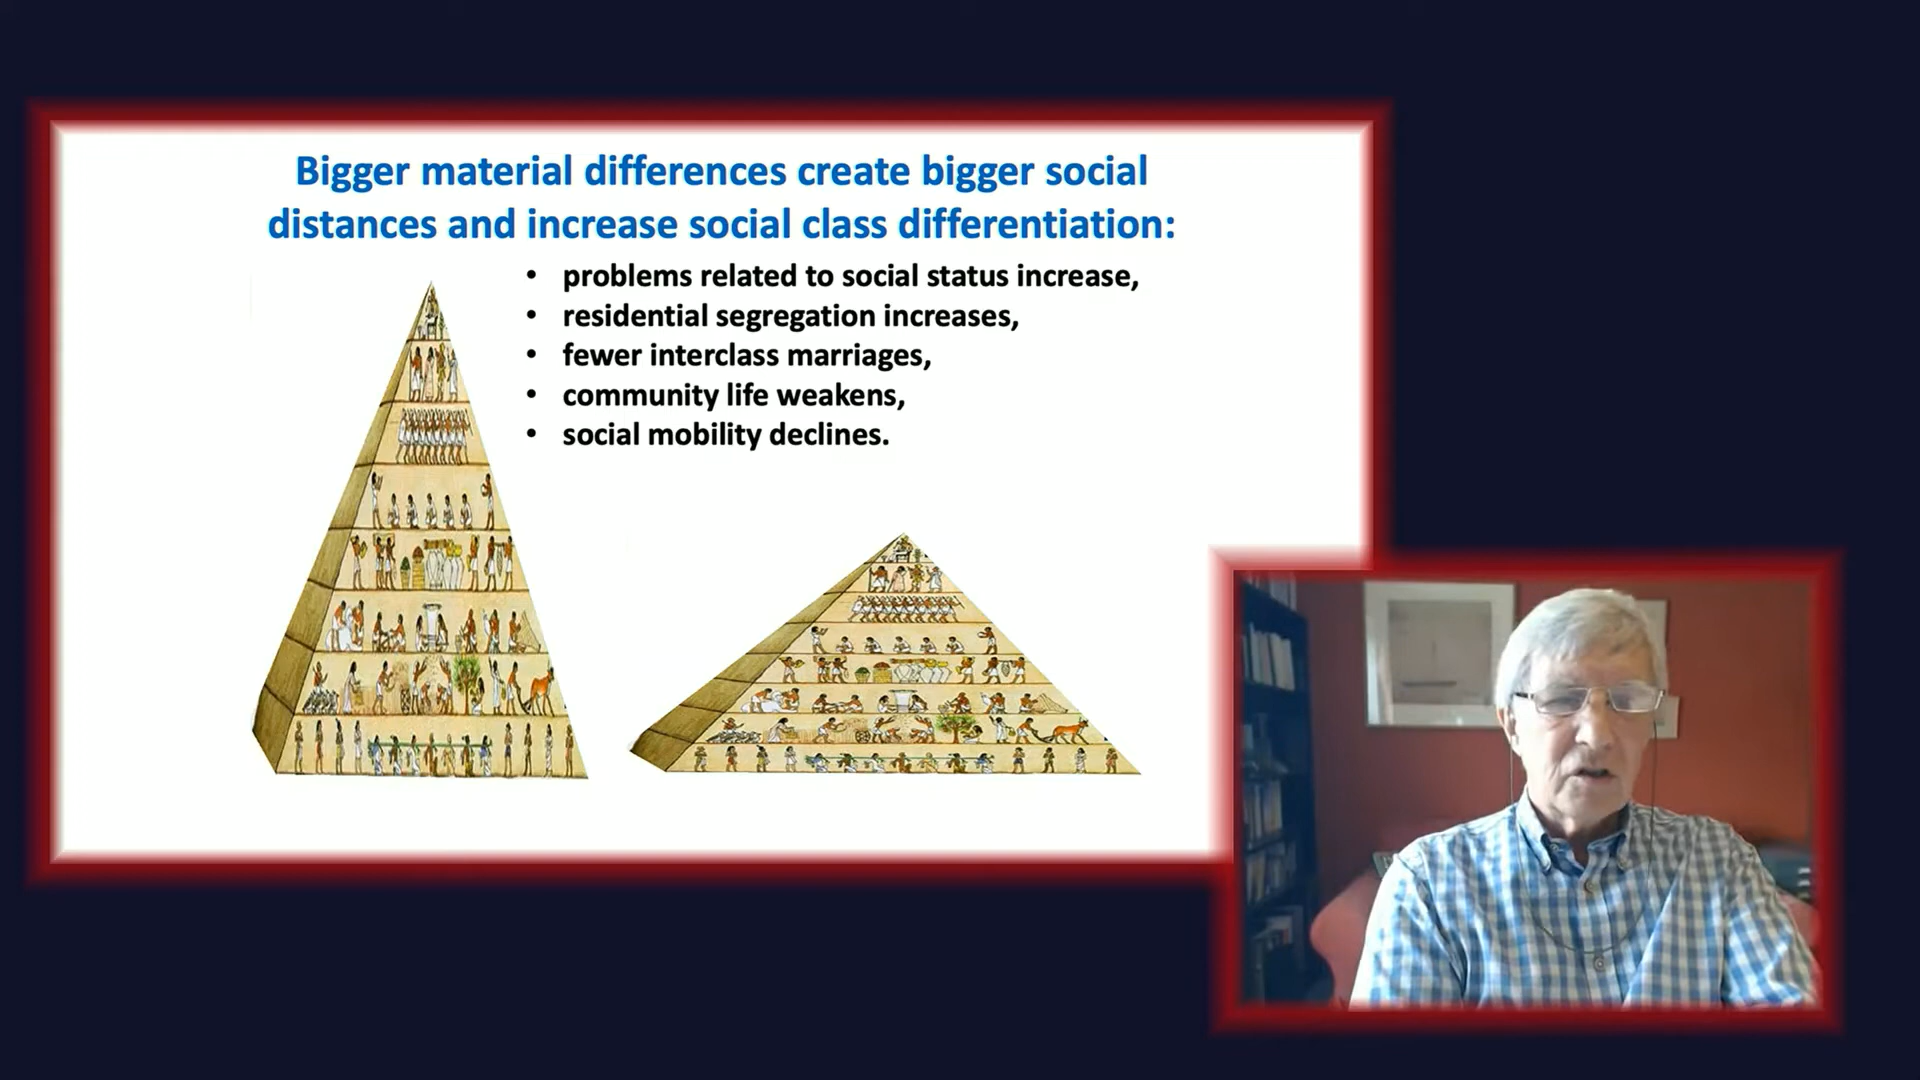 Bigger material differences create bigger social
distances and increase social class differentiation:
• problems related to social status increase,
• residential segregation increases,
• fewer interclass marriages,
• community life weakens,
• social mobility declines.